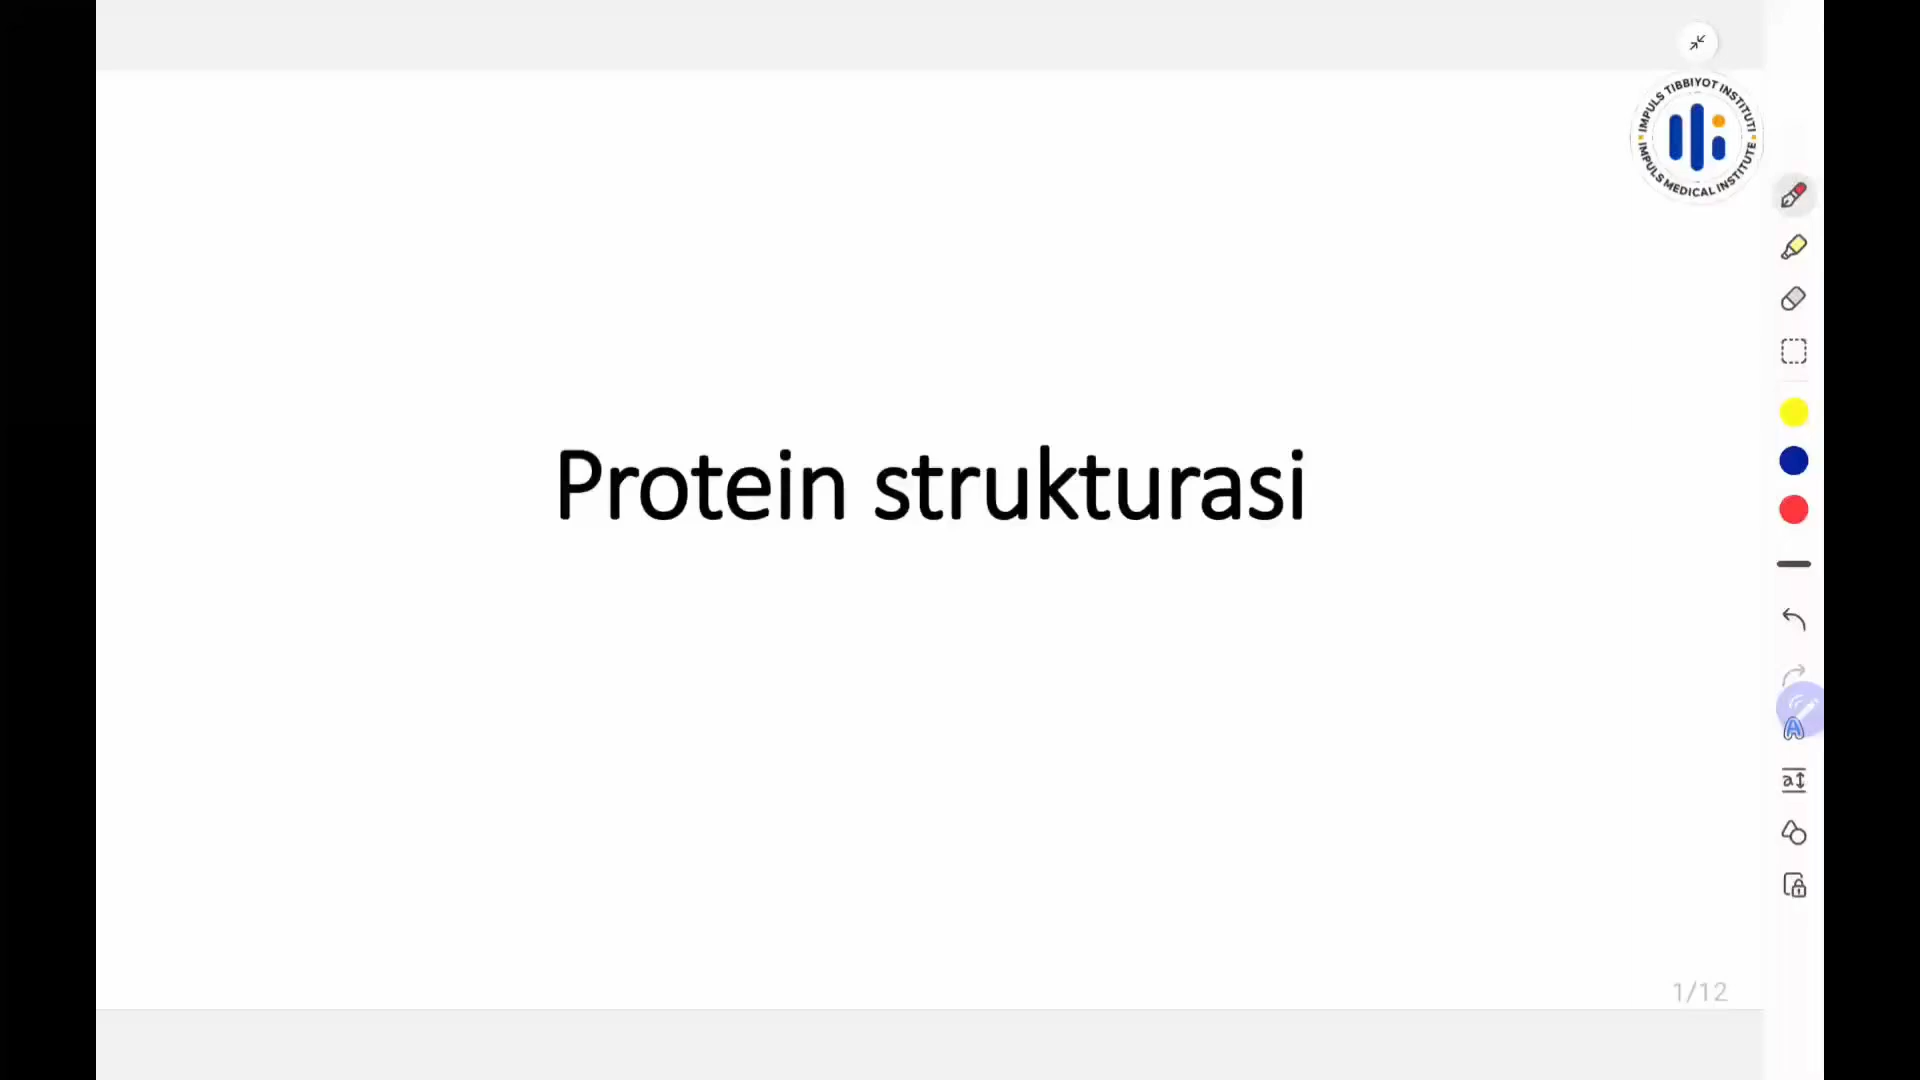 IMPULS TIBBIYOT INSTITUTI
IMPULS MEDICAL INSTITUTE
Protein strukturasi
A
a
1/12